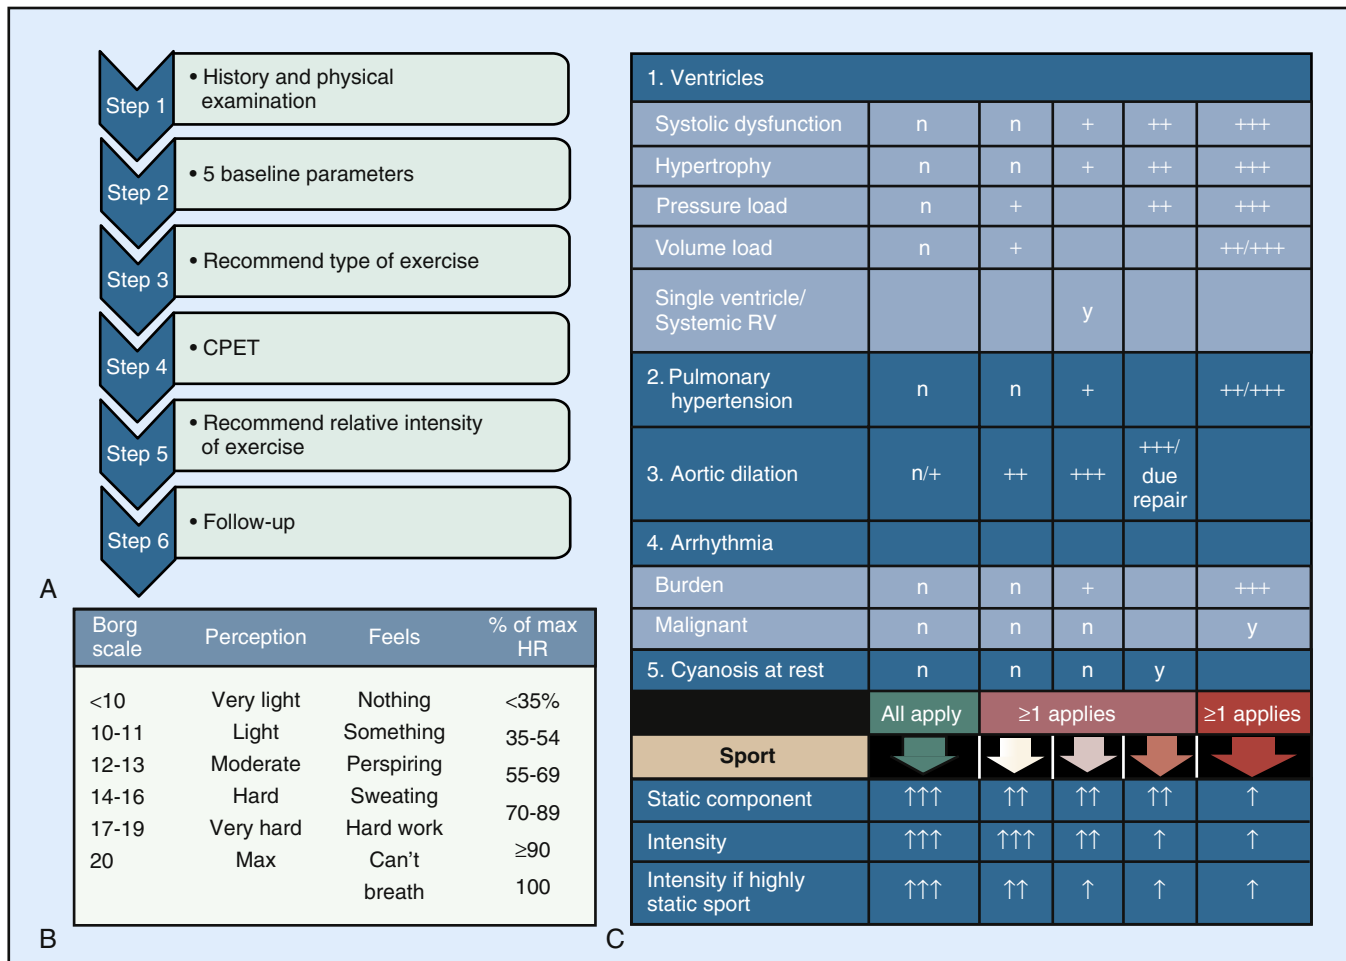 Step 1
• History and physical
examination
Step 2
• 5 baseline parameters
Step 3
• Recommend type of exercise
Step 4
• CPET
Step 5
• Recommend relative intensity
of exercise
Step 6
• Follow-up
A
Borg
scale
Perception
Feels
% of max
HR
<10 Very light Nothing <35%
10-11 Light Something 35-54
12-13 Moderate Perspiring 55-69
14-16 Hard Sweating 70-89
17-19 Very hard Hard work ≥90
20 Max Can't
breath
100
B
1. Ventricles
Systolic dysfunction n n + ++ +++
Hypertrophy n n + ++ +++
Pressure load n + ++ +++
Volume load n + ++/+++
Single ventricle/
Systemic RV
y
2. Pulmonary
hypertension
n n + ++/+++
3. Aortic dilation n/+ ++ +++ +++/
due
repair
4. Arrhythmia
Burden n n + +++
Malignant n n n y
5. Cyanosis at rest n n n y
All apply ≥1 applies ≥1 applies
Sport
Static component ↑↑↑ ↑↑ ↑↑ ↑↑ ↑
Intensity ↑↑↑ ↑↑↑ ↑↑ ↑ ↑
Intensity if highly
static sport
↑↑↑ ↑↑ ↑ ↑ ↑
C